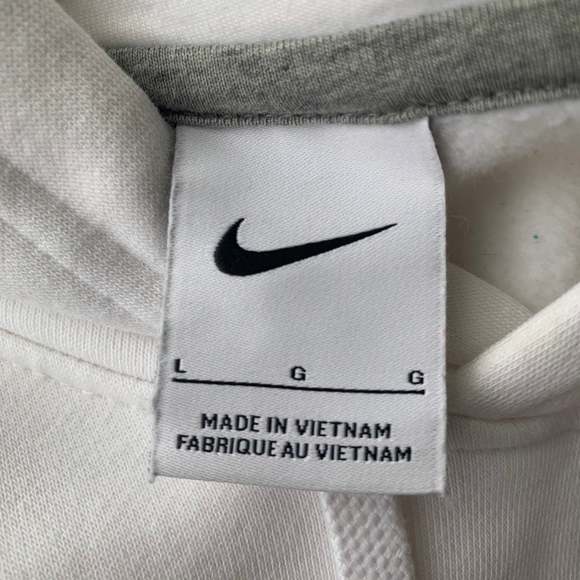 L G G
MADE IN VIETNAM
FABRIQUE AU VIETNAM